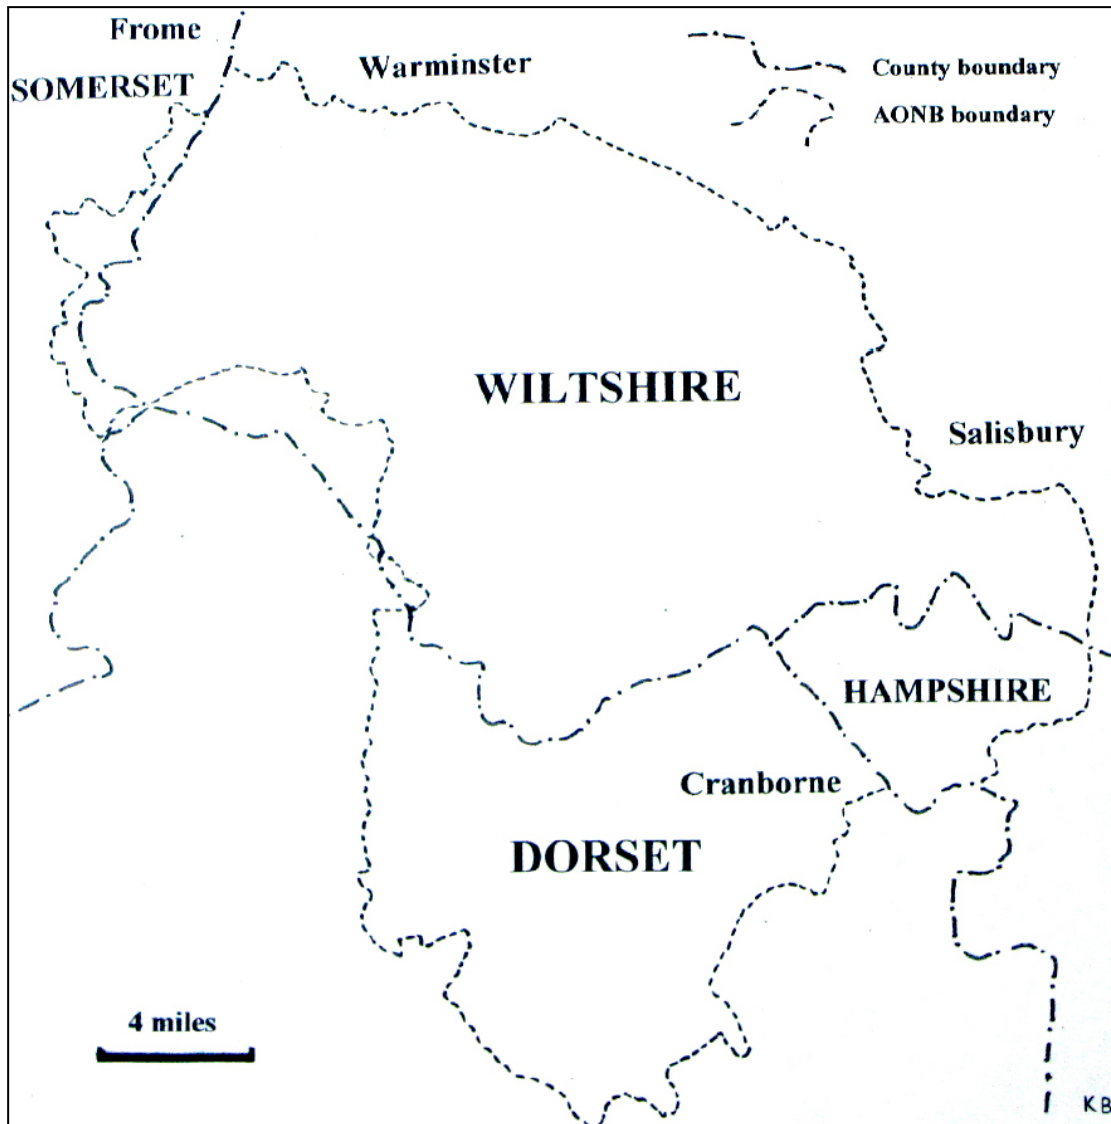 Frome
SOMERSET
Warminster
County boundary
AONB boundary
WILTSHIRE
Salisbury
HAMPSHIRE
Cranborne
DORSET
4 miles
KB